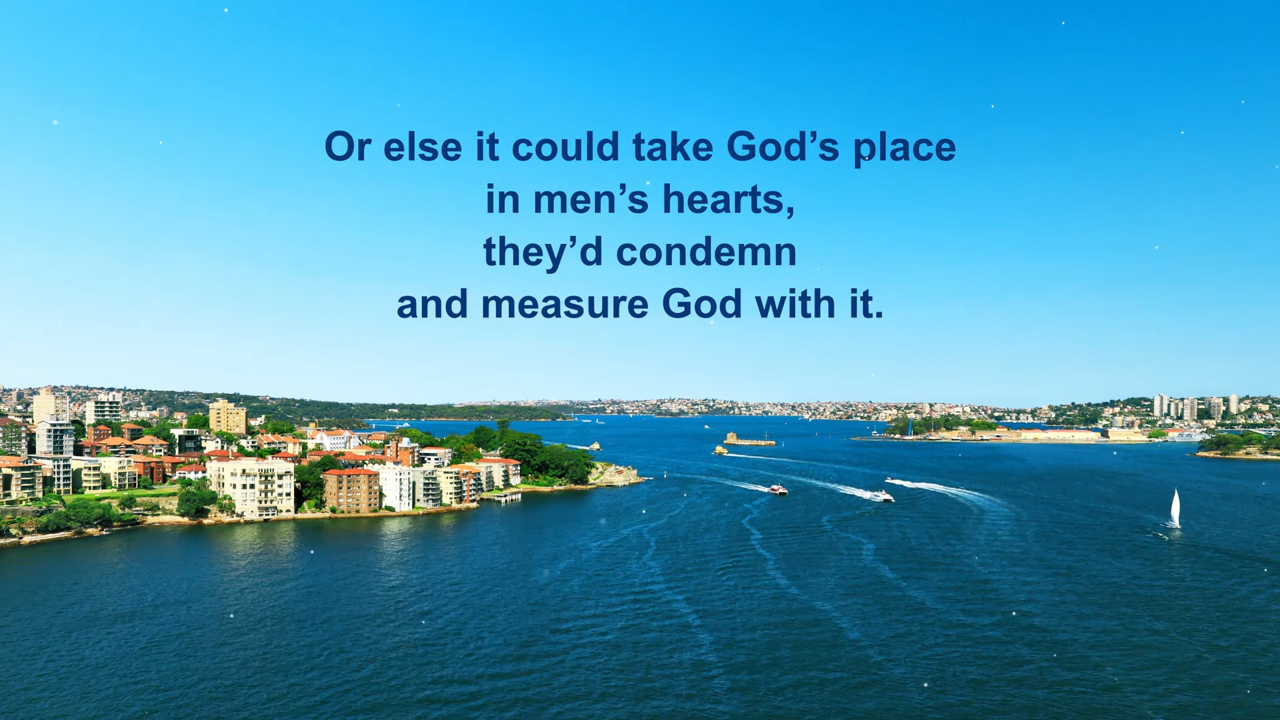 Or else it could take God’s place
in men’s hearts,
they’d condemn
and measure God with it.